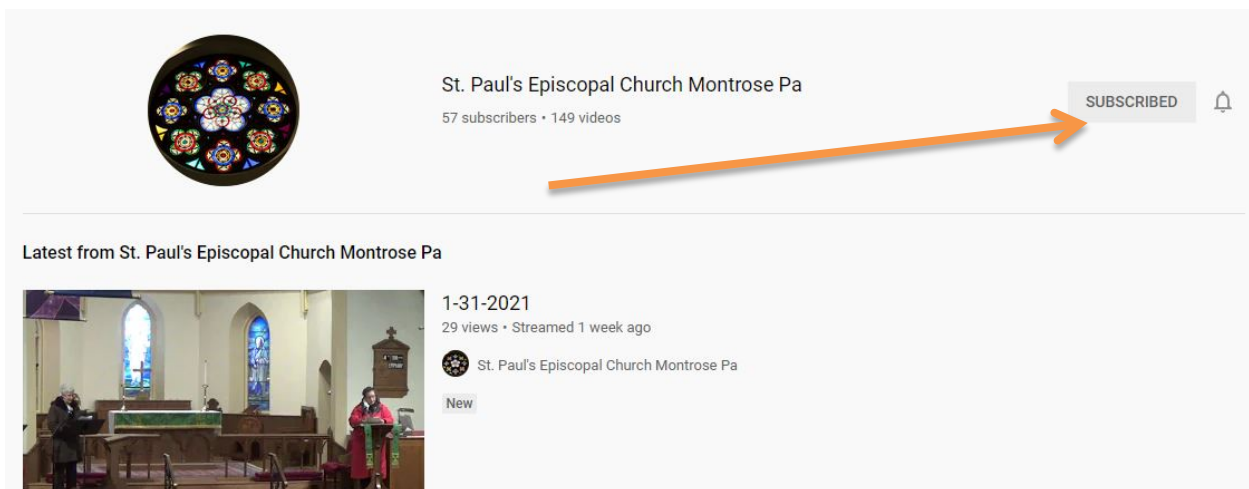 St. Paul's Episcopal Church Montrose Pa
57 subscribers • 149 videos
SUBSCRIBED
Latest from St. Paul's Episcopal Church Montrose Pa
1-31-2021
29 views • Streamed 1 week ago
St. Paul's Episcopal Church Montrose Pa
New